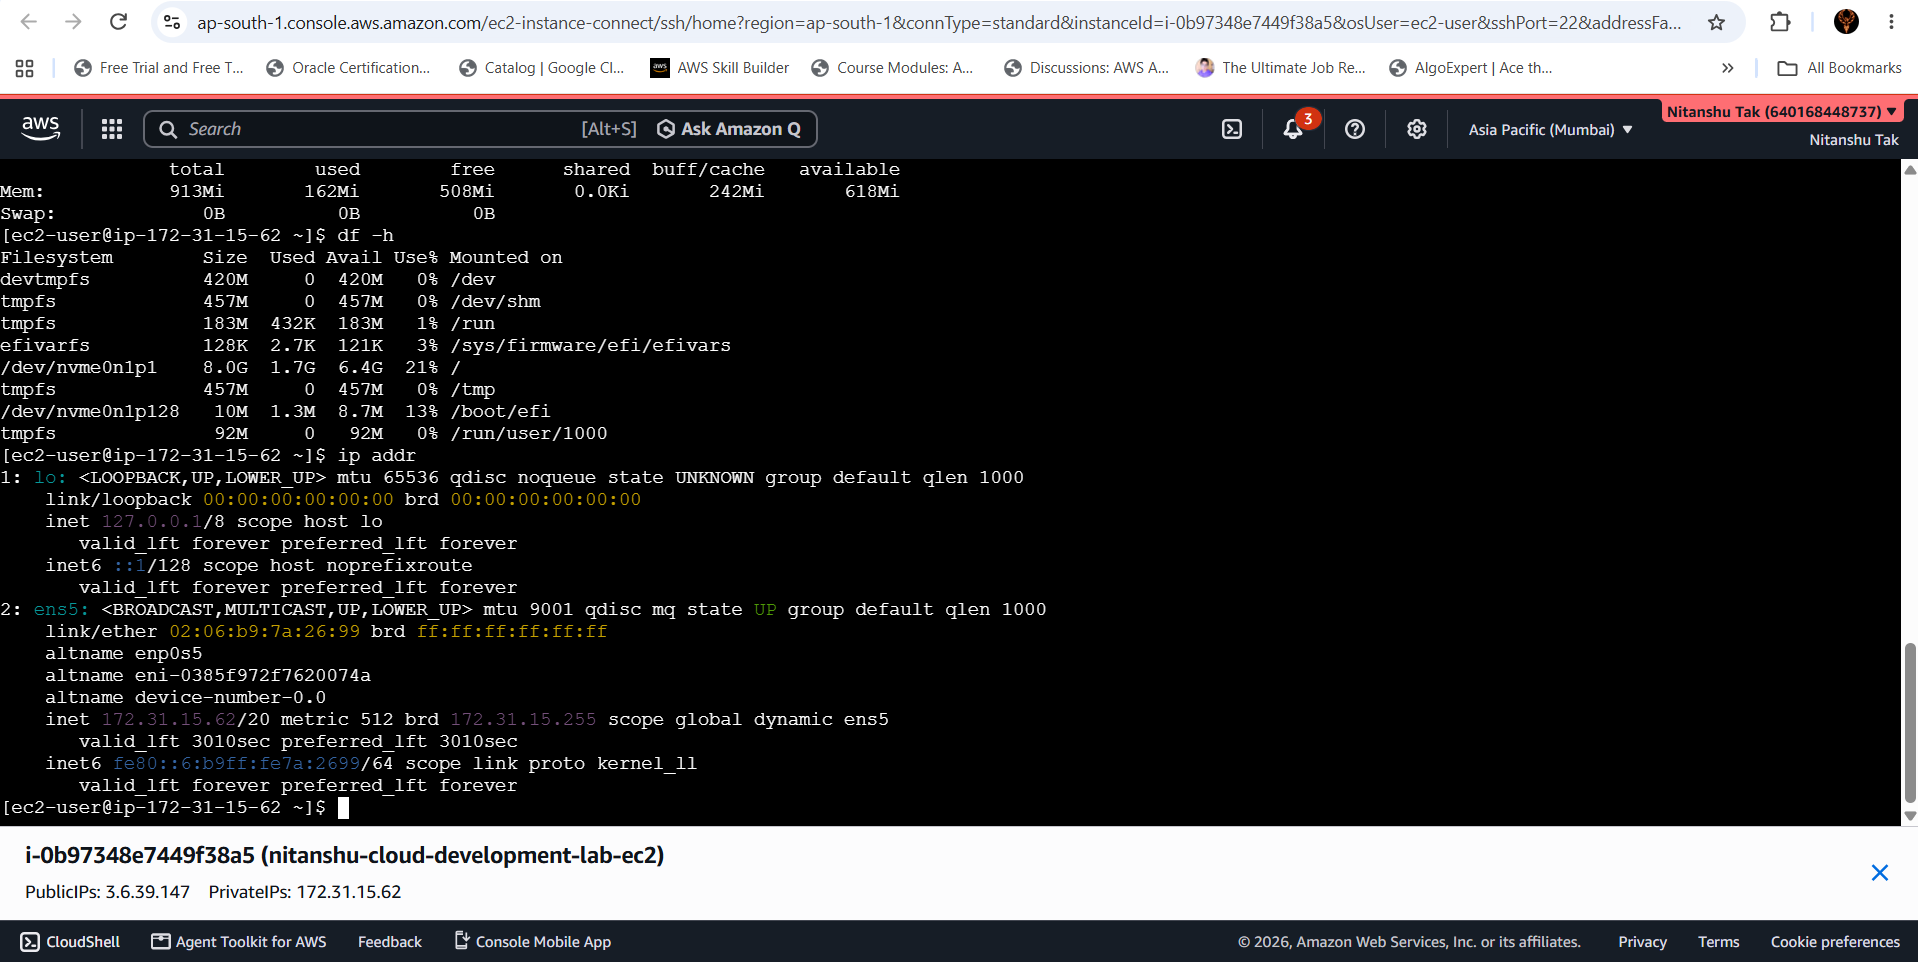 ap-south-1.console.aws.amazon.com/ec2-instance-connect/ssh/home?region=ap-south-1&connType=standard&instanceId=i-0b97348e7449f38a5&osUser=ec2-user&sshPort=22&addressFa...
Free Trial and Free T... Oracle Certification... Catalog | Google Cl... aws AWS Skill Builder Course Modules: A... Discussions: AWS A... The Ultimate Job Re... AlgoExpert | Ace th... » All Bookmarks
aws Search [Alt+S] Ask Amazon Q 3 Asia Pacific (Mumbai) ▼ Nitanshu Tak (640168448737) ▼
Nitanshu Tak
total used free shared buff/cache available
Mem: 913Mi 162Mi 508Mi 0.0Ki 242Mi 618Mi
Swap: 0B 0B 0B
[ec2-user@ip-172-31-15-62 ~]$ df -h
Filesystem Size Used Avail Use% Mounted on
devtmpfs 420M 0 420M 0% /dev
tmpfs 457M 0 457M 0% /dev/shm
tmpfs 183M 432K 183M 1% /run
efivarfs 128K 2.7K 121K 3% /sys/firmware/efi/efivars
/dev/nvme0n1p1 8.0G 1.7G 6.4G 21% /
tmpfs 457M 0 457M 0% /tmp
/dev/nvme0n1p128 10M 1.3M 8.7M 13% /boot/efi
tmpfs 92M 0 92M 0% /run/user/1000
[ec2-user@ip-172-31-15-62 ~]$ ip addr
1: lo: <LOOPBACK,UP,LOWER_UP> mtu 65536 qdisc noqueue state UNKNOWN group default qlen 1000
link/loopback 00:00:00:00:00:00 brd 00:00:00:00:00:00
inet 127.0.0.1/8 scope host lo
valid_lft forever preferred_lft forever
inet6 ::1/128 scope host noprefixroute
valid_lft forever preferred_lft forever
2: ens5: <BROADCAST,MULTICAST,UP,LOWER_UP> mtu 9001 qdisc mq state UP group default qlen 1000
link/ether 02:06:b9:7a:26:99 brd ff:ff:ff:ff:ff:ff
altname enp0s5
altname eni-0385f972f7620074a
altname device-number-0.0
inet 172.31.15.62/20 metric 512 brd 172.31.15.255 scope global dynamic ens5
valid_lft 3010sec preferred_lft 3010sec
inet6 fe80::6:b9ff:fe7a:2699/64 scope link proto kernel_ll
valid_lft forever preferred_lft forever
[ec2-user@ip-172-31-15-62 ~]$
i-0b97348e7449f38a5 (nitanshu-cloud-development-lab-ec2)
PublicIPs: 3.6.39.147 PrivateIPs: 172.31.15.62
CloudShell Agent Toolkit for AWS Feedback Console Mobile App © 2026, Amazon Web Services, Inc. or its affiliates. Privacy Terms Cookie preferences